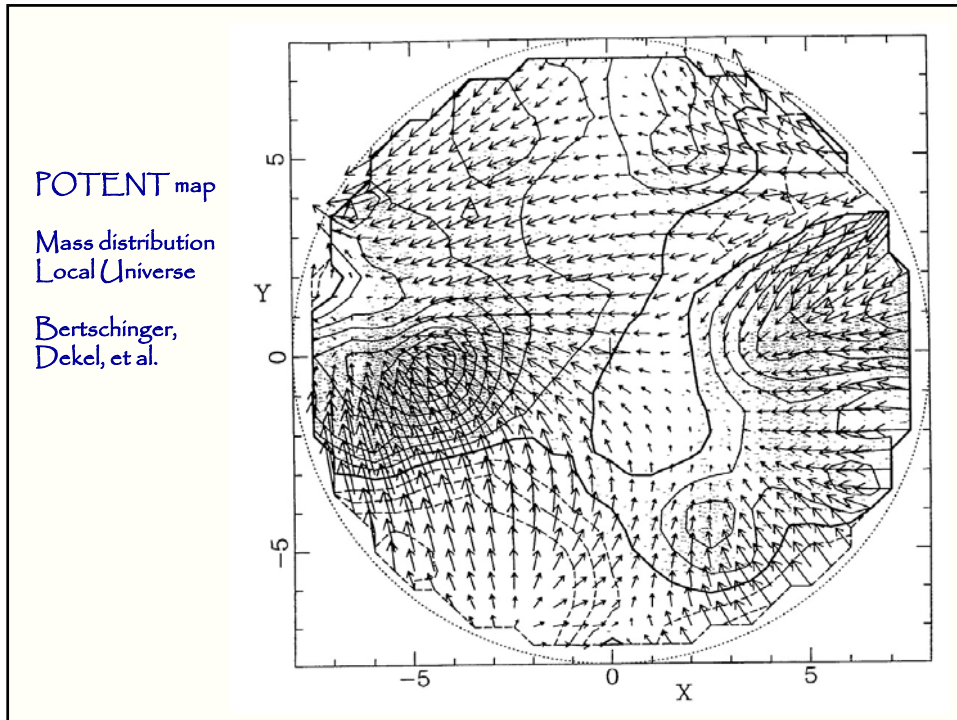 POTENT map
Mass distribution
Local Universe
Bertschinger,
Dekel, et al.
5
Y
0
−5
−5
0
5
X